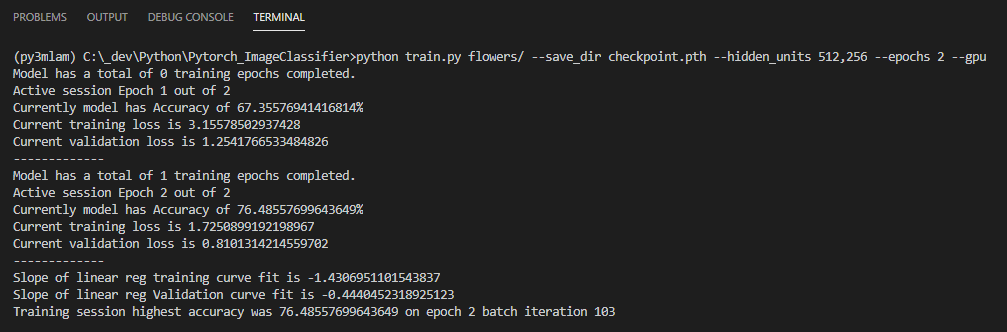 PROBLEMS OUTPUT DEBUG CONSOLE TERMINAL
(py3mlam) C:\_dev\Python\Pytorch_ImageClassifier>python train.py flowers/ --save_dir checkpoint.pth --hidden_units 512,256 --epochs 2 --gpu
Model has a total of 0 training epochs completed.
Active session Epoch 1 out of 2
Currently model has Accuracy of 67.35576941416814%
Current training loss is 3.15578502937428
Current validation loss is 1.2541766533484826
-------------
Model has a total of 1 training epochs completed.
Active session Epoch 2 out of 2
Currently model has Accuracy of 76.48557699643649%
Current training loss is 1.7250899192198967
Current validation loss is 0.8101314214559702
-------------
Slope of linear reg training curve fit is -1.4306951101543837
Slope of linear reg Validation curve fit is -0.4440452318925123
Training session highest accuracy was 76.48557699643649 on epoch 2 batch iteration 103